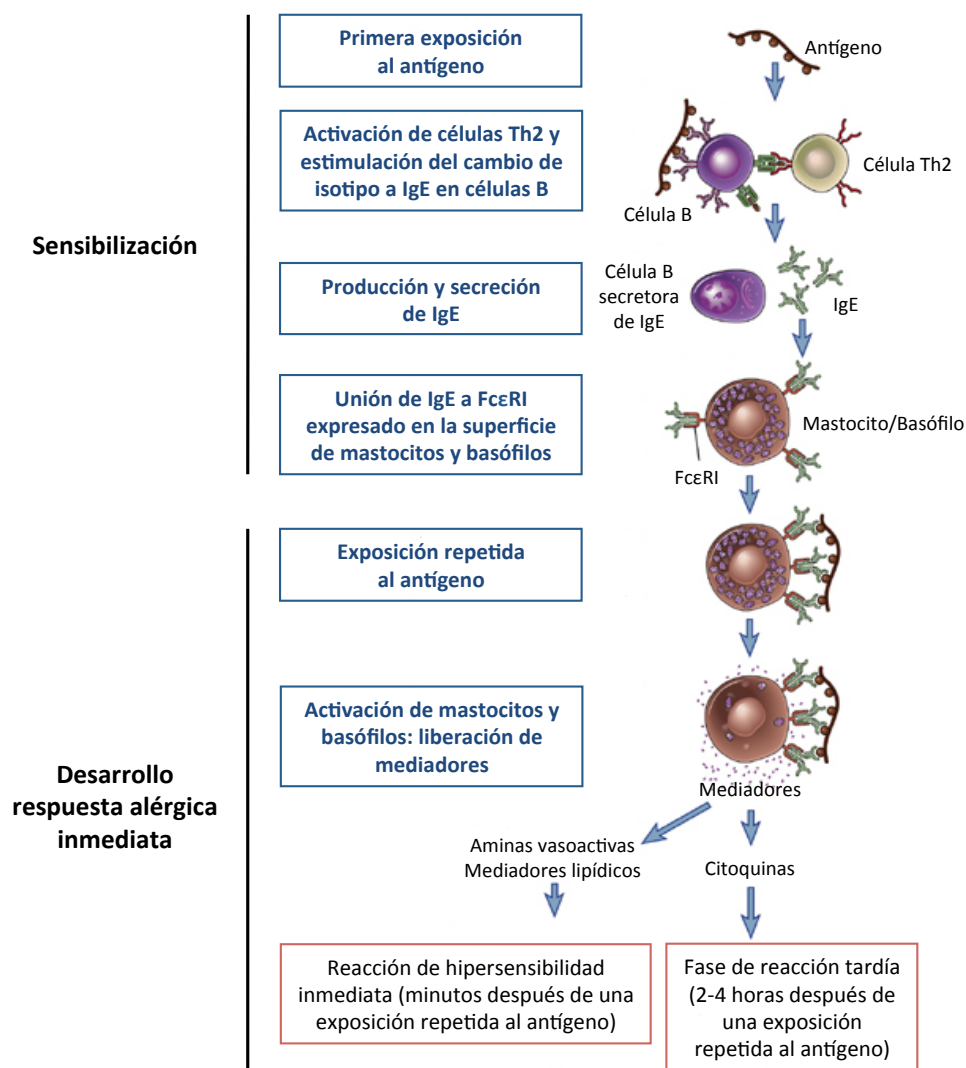 Primera exposición
al antígeno
Antígeno
Activación de células Th2 y
estimulación del cambio de
isotipo a IgE en células B
Célula Th2
Célula B
Sensibilización
Producción y secreción
de IgE
Célula B
secretora
de IgE
IgE
Unión de IgE a FcεRI
expresado en la superficie
de mastocitos y basófilos
Mastocito/Basófilo
FcεRI
Exposición repetida
al antígeno
Activación de mastocitos y
basófilos: liberación de
mediadores
Desarrollo
respuesta alérgica
inmediata
Mediadores
Aminas vasoactivas
Mediadores lipídicos
Citoquinas
Reacción de hipersensibilidad
inmediata (minutos después de una
exposición repetida al antígeno)
Fase de reacción tardía
(2-4 horas después de
una exposición
repetida al antígeno)